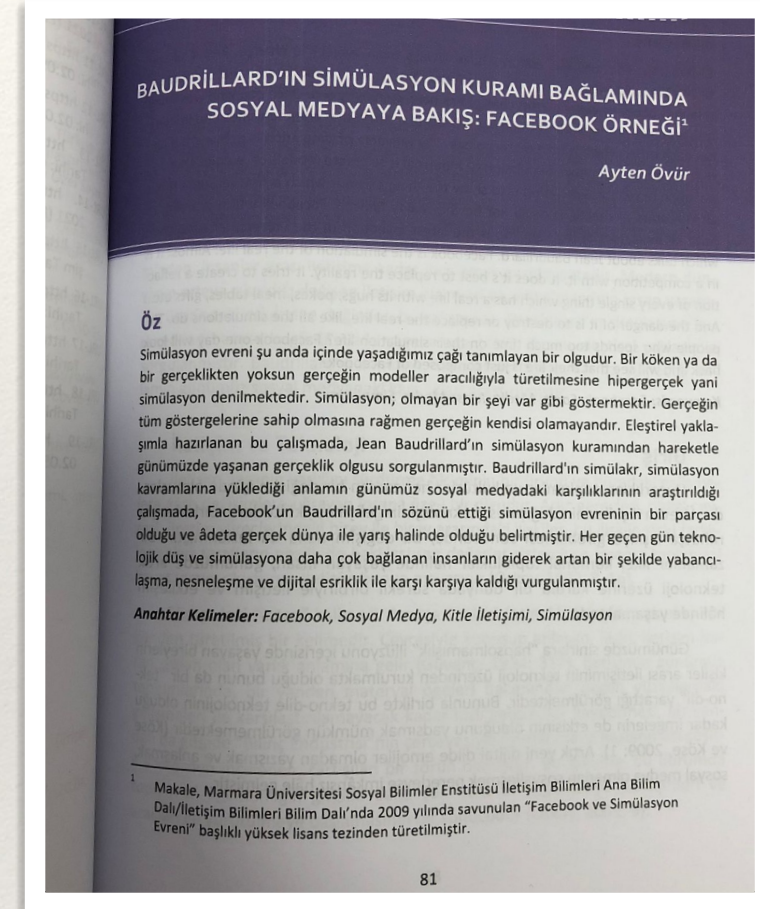 BAUDRİLLARD'IN SİMÜLASYON KURAMI BAĞLAMINDA
SOSYAL MEDYAYA BAKIŞ: FACEBOOK ÖRNEĞİ¹
Ayten Övür
Öz
Simülasyon evreni şu anda içinde yaşadığımız çağı tanımlayan bir olgudur. Bir köken ya da
bir gerçeklikten yoksun gerçeğin modeller aracılığıyla türetilmesine hipergerçek yani
simülasyon denilmektedir. Simülasyon; olmayan bir şeyi var gibi göstermektir. Gerçeğin
tüm göstergelerine sahip olmasına rağmen gerçeğin kendisi olamayandır. Eleştirel yakla-
şımla hazırlanan bu çalışmada, Jean Baudrillard'ın simülasyon kuramından hareketle
günümüzde yaşanan gerçeklik olgusu sorgulanmıştır. Baudrillard'ın simülakr, simülasyon
kavramlarına yüklediği anlamın günümüz sosyal medyadaki karşılıklarının araştırıldığı
çalışmada, Facebook'un Baudrillard'ın sözünü ettiği simülasyon evreninin bir parçası
olduğu ve âdeta gerçek dünya ile yarış halinde olduğu belirtmiştir. Her geçen gün tekno-
lojik düş ve simülasyona daha çok bağlanan insanların giderek artan bir şekilde yabancı-
laşma, nesneleşme ve dijital esriklik ile karşı karşıya kaldığı vurgulanmıştır.
Anahtar Kelimeler: Facebook, Sosyal Medya, Kitle İletişimi, Simülasyon
¹ Makale, Marmara Üniversitesi Sosyal Bilimler Enstitüsü İletişim Bilimleri Ana Bilim
Dalı/İletişim Bilimleri Bilim Dalı'nda 2009 yılında savunulan "Facebook ve Simülasyon
Evreni" başlıklı yüksek lisans tezinden türetilmiştir.
81